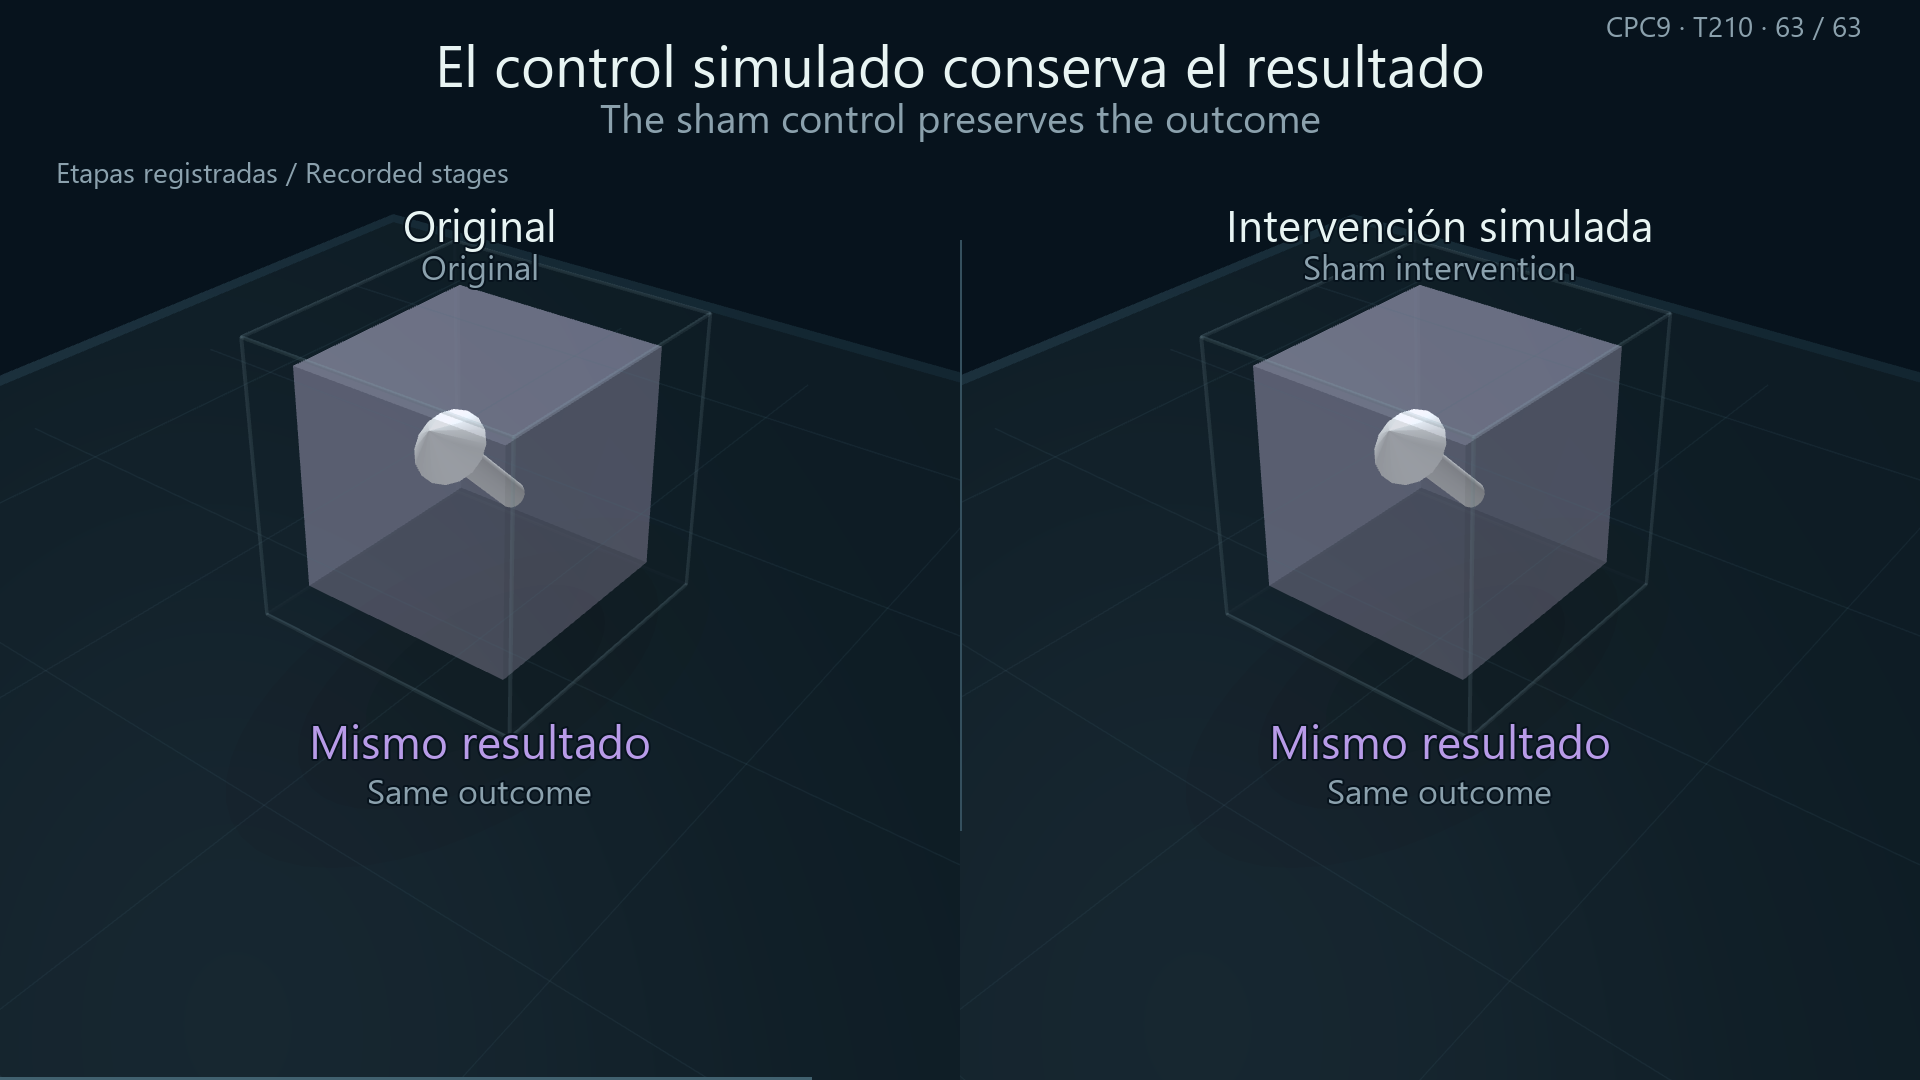 CPC9 · T210 · 63 / 63
El control simulado conserva el resultado
The sham control preserves the outcome
Etapas registradas / Recorded stages
Original
Original
Mismo resultado
Same outcome
Intervención simulada
Sham intervention
Mismo resultado
Same outcome